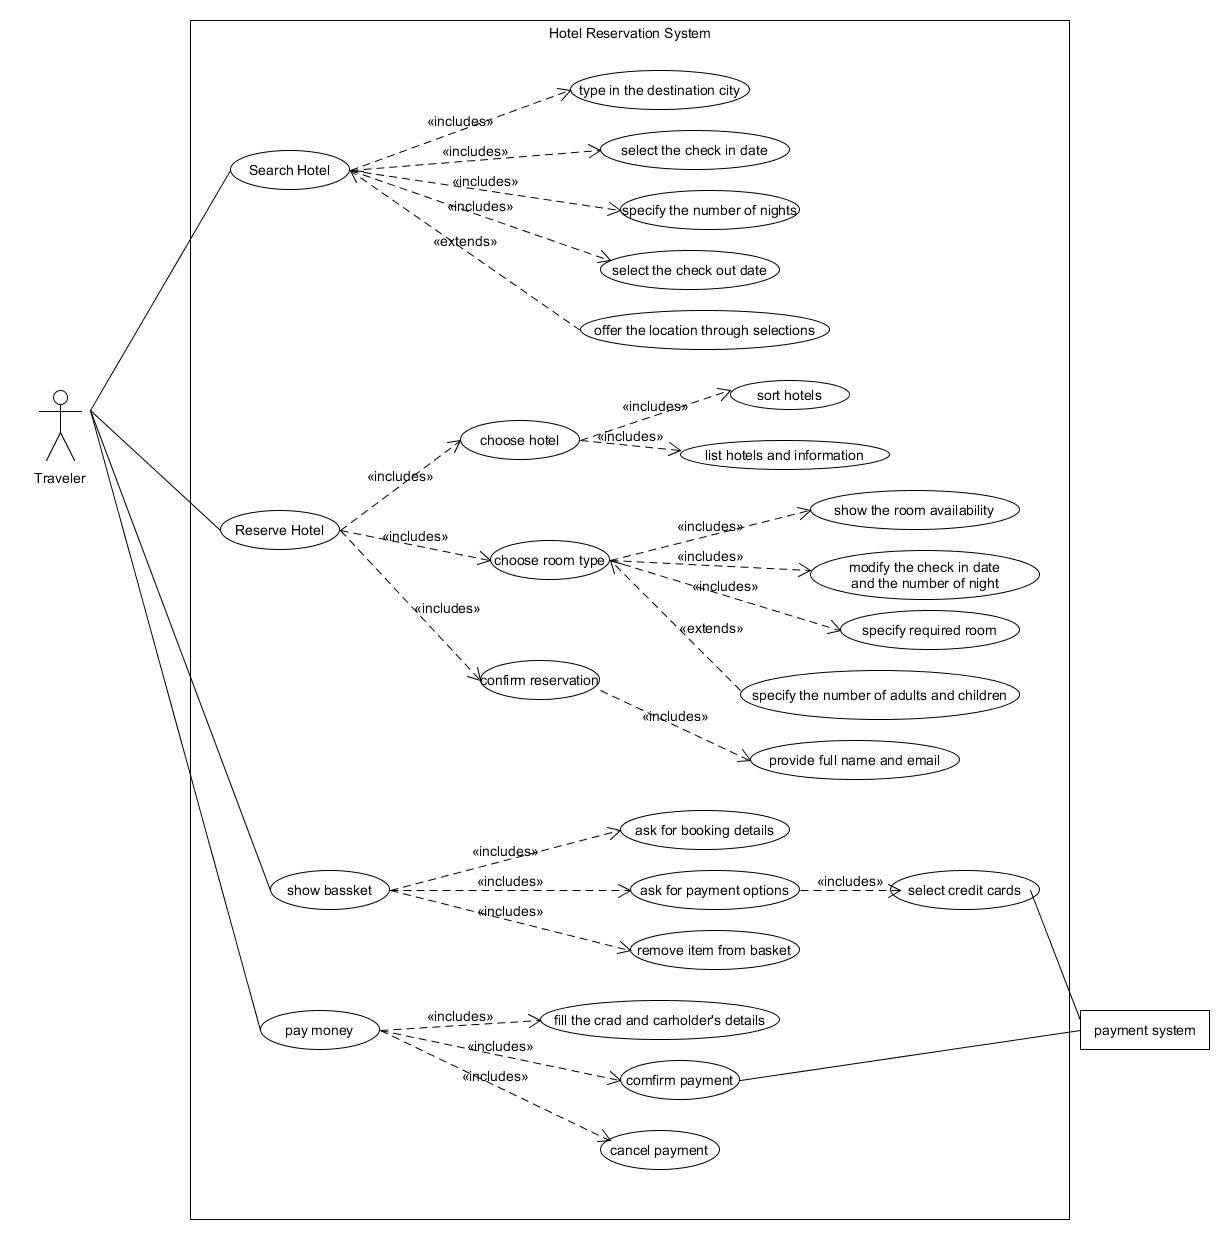 Hotel Reservation System
type in the destination city
«includes»
select the check in date
«includes»
Search Hotel
«includes»
specify the number of nights
«includes»
«extends»
select the check out date
offer the location through selections
sort hotels
«includes»
choose hotel
«includes»
list hotels and information
Traveler
«includes»
show the room availability
«includes»
Reserve Hotel
«includes»
choose room type
«includes»
modify the check in date
and the number of night
«includes»
«includes»
specify required room
«extends»
confirm reservation
specify the number of adults and children
«includes»
provide full name and email
ask for booking details
«includes»
show bassket
«includes»
ask for payment options
«includes»
select credit cards
«includes»
remove item from basket
«includes»
fill the crad and carholder's details
pay money
payment system
«includes»
«includes»
comfirm payment
cancel payment